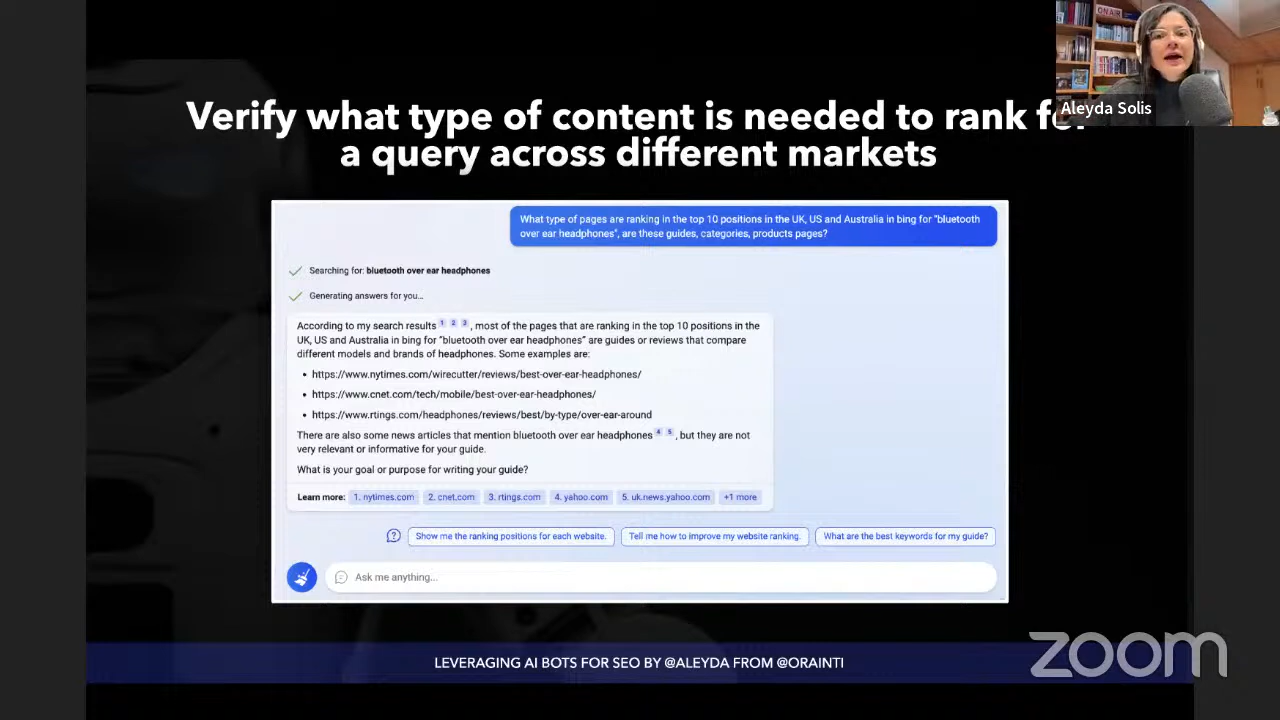 ON AIR
Aleyda Solis
Verify what type of content is needed to rank for
a query across different markets
What type of pages are ranking in the top 10 positions in the UK, US and Australia in bing for "bluetooth
over ear headphones", are these guides, categories, products pages?
Searching for: bluetooth over ear headphones
Generating answers for you...
According to my search results 1 2 3 , most of the pages that are ranking in the top 10 positions in the
UK, US and Australia in bing for "bluetooth over ear headphones" are guides or reviews that compare
different models and brands of headphones. Some examples are:
• https://www.nytimes.com/wirecutter/reviews/best-over-ear-headphones/
• https://www.cnet.com/tech/mobile/best-over-ear-headphones/
• https://www.rtings.com/headphones/reviews/best/by-type/over-ear-around
There are also some news articles that mention bluetooth over ear headphones 4 5 , but they are not
very relevant or informative for your guide.
What is your goal or purpose for writing your guide?
Learn more: 1. nytimes.com 2. cnet.com 3. rtings.com 4. yahoo.com 5. uk.news.yahoo.com +1 more
Show me the ranking positions for each website. Tell me how to improve my website ranking. What are the best keywords for my guide?
Ask me anything...
LEVERAGING AI BOTS FOR SEO BY @ALEYDA FROM @ORAINTI
zoom